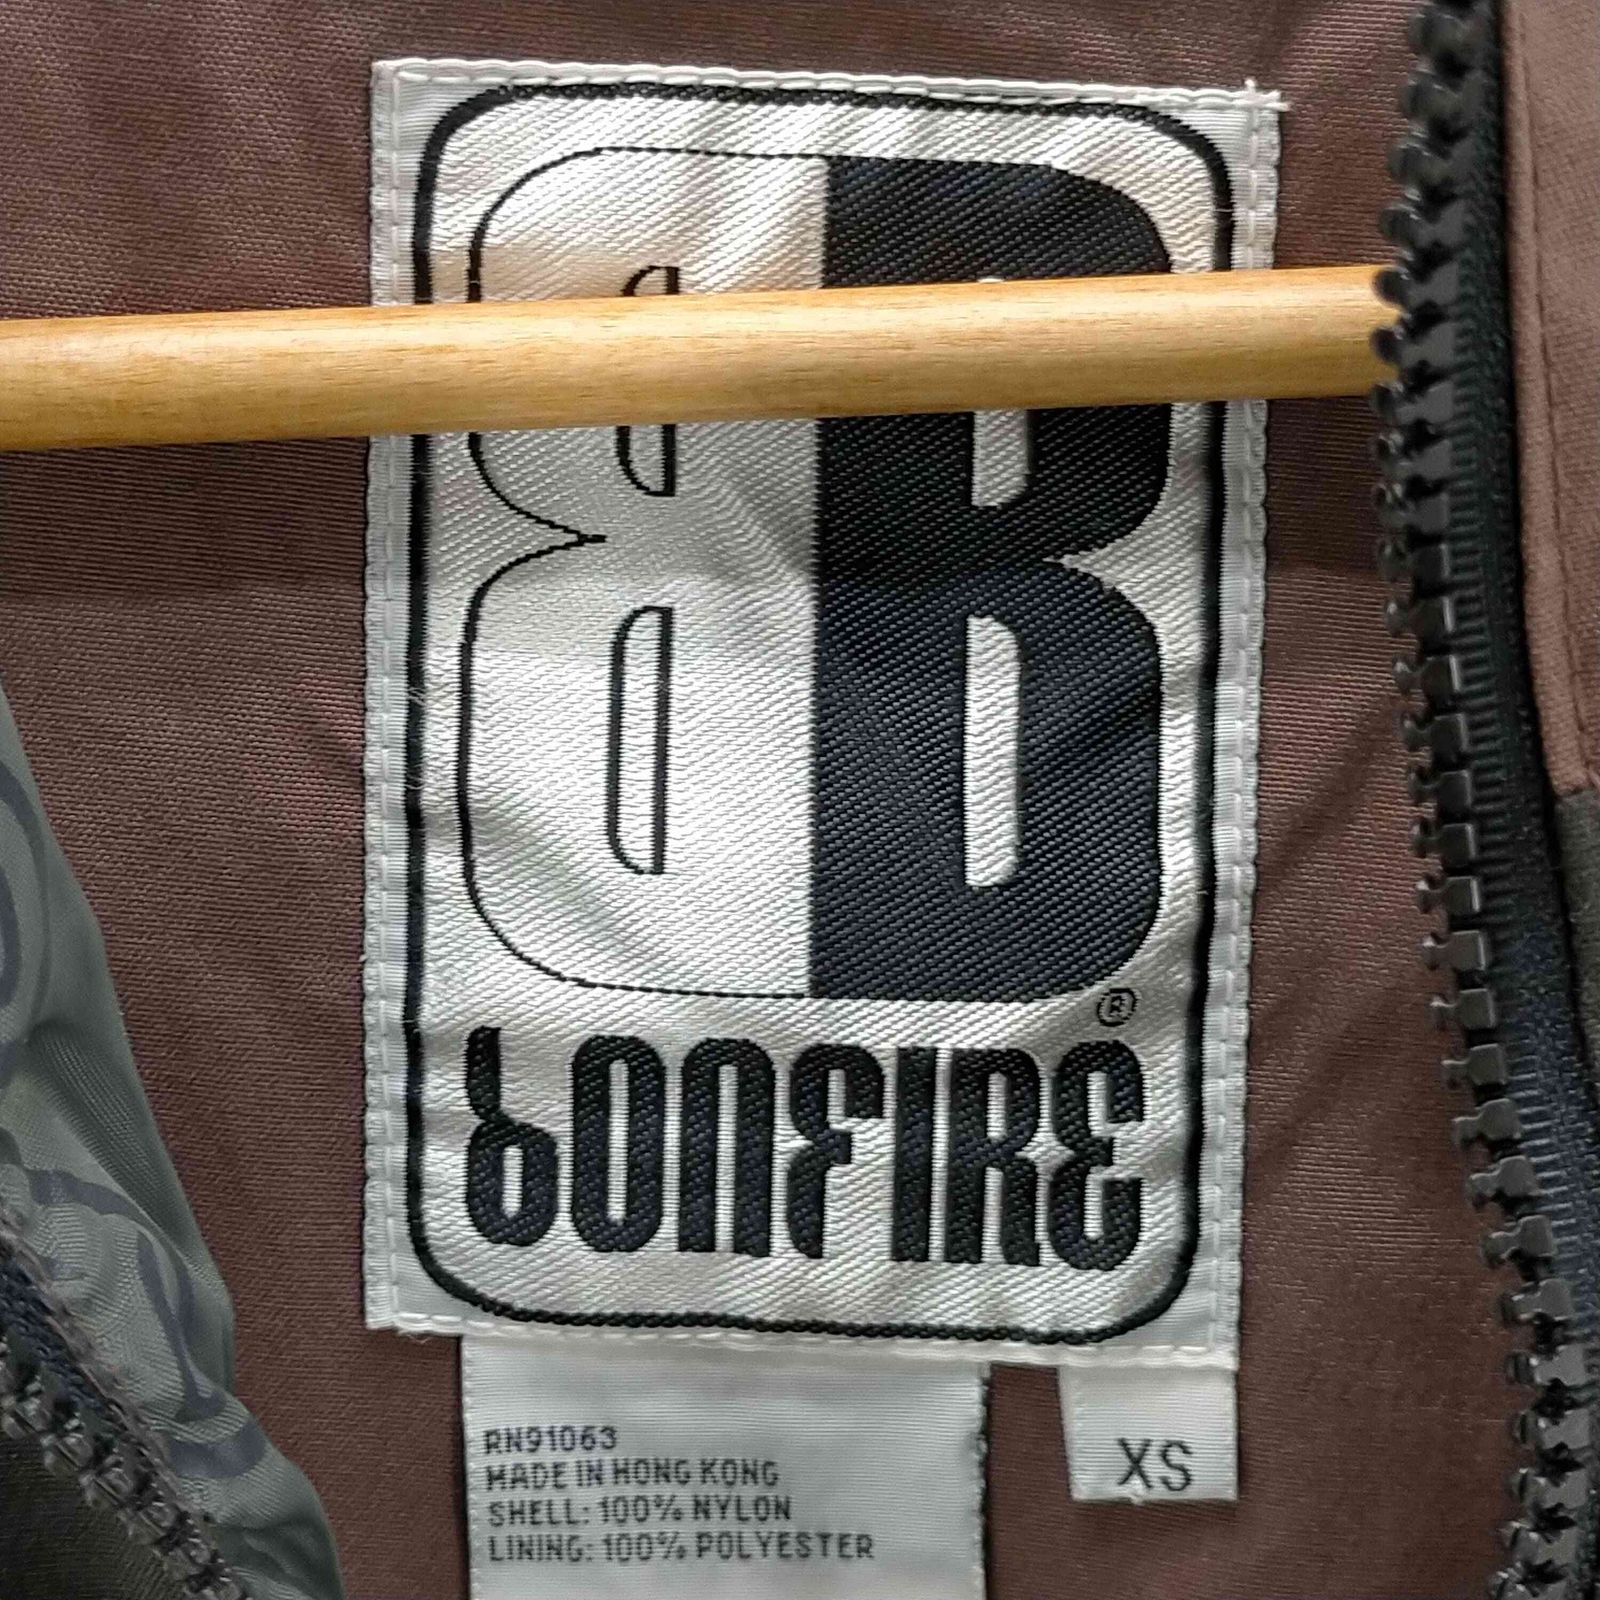 B
®
BONFIRE
RN91063
MADE IN HONG KONG
SHELL: 100% NYLON
LINING: 100% POLYESTER
XS